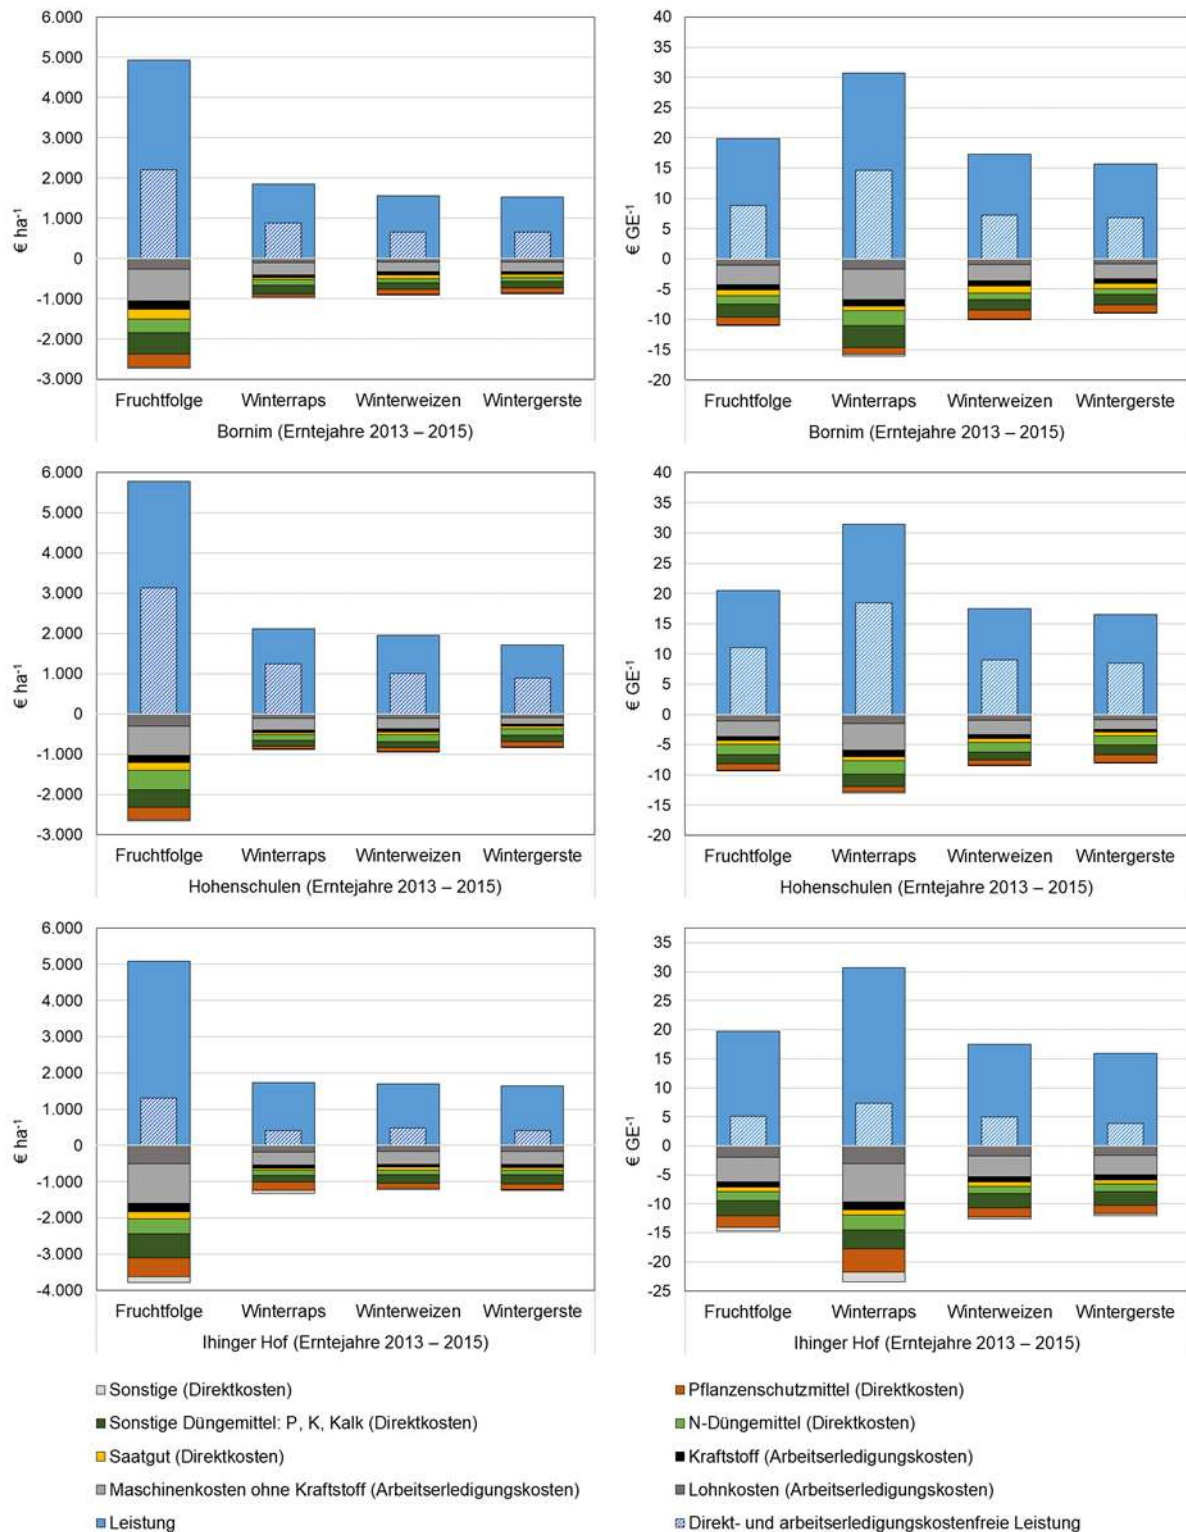 6.000
5.000
4.000
3.000
2.000
1.000
0
-1.000
-2.000
-3.000
€ ha⁻¹
Fruchtfolge Winterraps Winterweizen Wintergerste
Bornim (Erntejahre 2013 – 2015)
40
35
30
25
20
15
10
5
0
-5
-10
-15
-20
€ GE⁻¹
Fruchtfolge Winterraps Winterweizen Wintergerste
Bornim (Erntejahre 2013 – 2015)
6.000
5.000
4.000
3.000
2.000
1.000
0
-1.000
-2.000
-3.000
€ ha⁻¹
Fruchtfolge Winterraps Winterweizen Wintergerste
Hohenschulen (Erntejahre 2013 – 2015)
40
35
30
25
20
15
10
5
0
-5
-10
-15
-20
€ GE⁻¹
Fruchtfolge Winterraps Winterweizen Wintergerste
Hohenschulen (Erntejahre 2013 – 2015)
6.000
5.000
4.000
3.000
2.000
1.000
0
-1.000
-2.000
-3.000
-4.000
€ ha⁻¹
Fruchtfolge Winterraps Winterweizen Wintergerste
Ihinger Hof (Erntejahre 2013 – 2015)
35
30
25
20
15
10
5
0
-5
-10
-15
-20
-25
€ GE⁻¹
Fruchtfolge Winterraps Winterweizen Wintergerste
Ihinger Hof (Erntejahre 2013 – 2015)
Sonstige (Direktkosten)
Pflanzenschutzmittel (Direktkosten)
Sonstige Düngemittel: P, K, Kalk (Direktkosten)
N-Düngemittel (Direktkosten)
Saatgut (Direktkosten)
Kraftstoff (Arbeitserledigungskosten)
Maschinenkosten ohne Kraftstoff (Arbeitserledigungskosten)
Lohnkosten (Arbeitserledigungskosten)
Leistung
Direkt- und arbeitserledigungskostenfreie Leistung